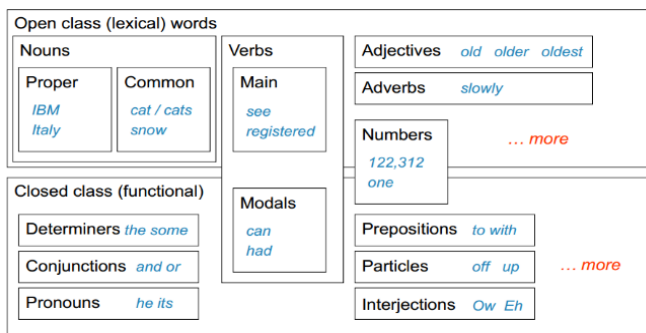 Open class (lexical) words
Nouns
Proper
IBM
Italy
Common
cat / cats
snow
Verbs
Main
see
registered
Adjectives old older oldest
Adverbs slowly
Numbers
122,312
one
… more
Closed class (functional)
Determiners the some
Conjunctions and or
Pronouns he its
Modals
can
had
Prepositions to with
Particles off up
Interjections Ow Eh
… more